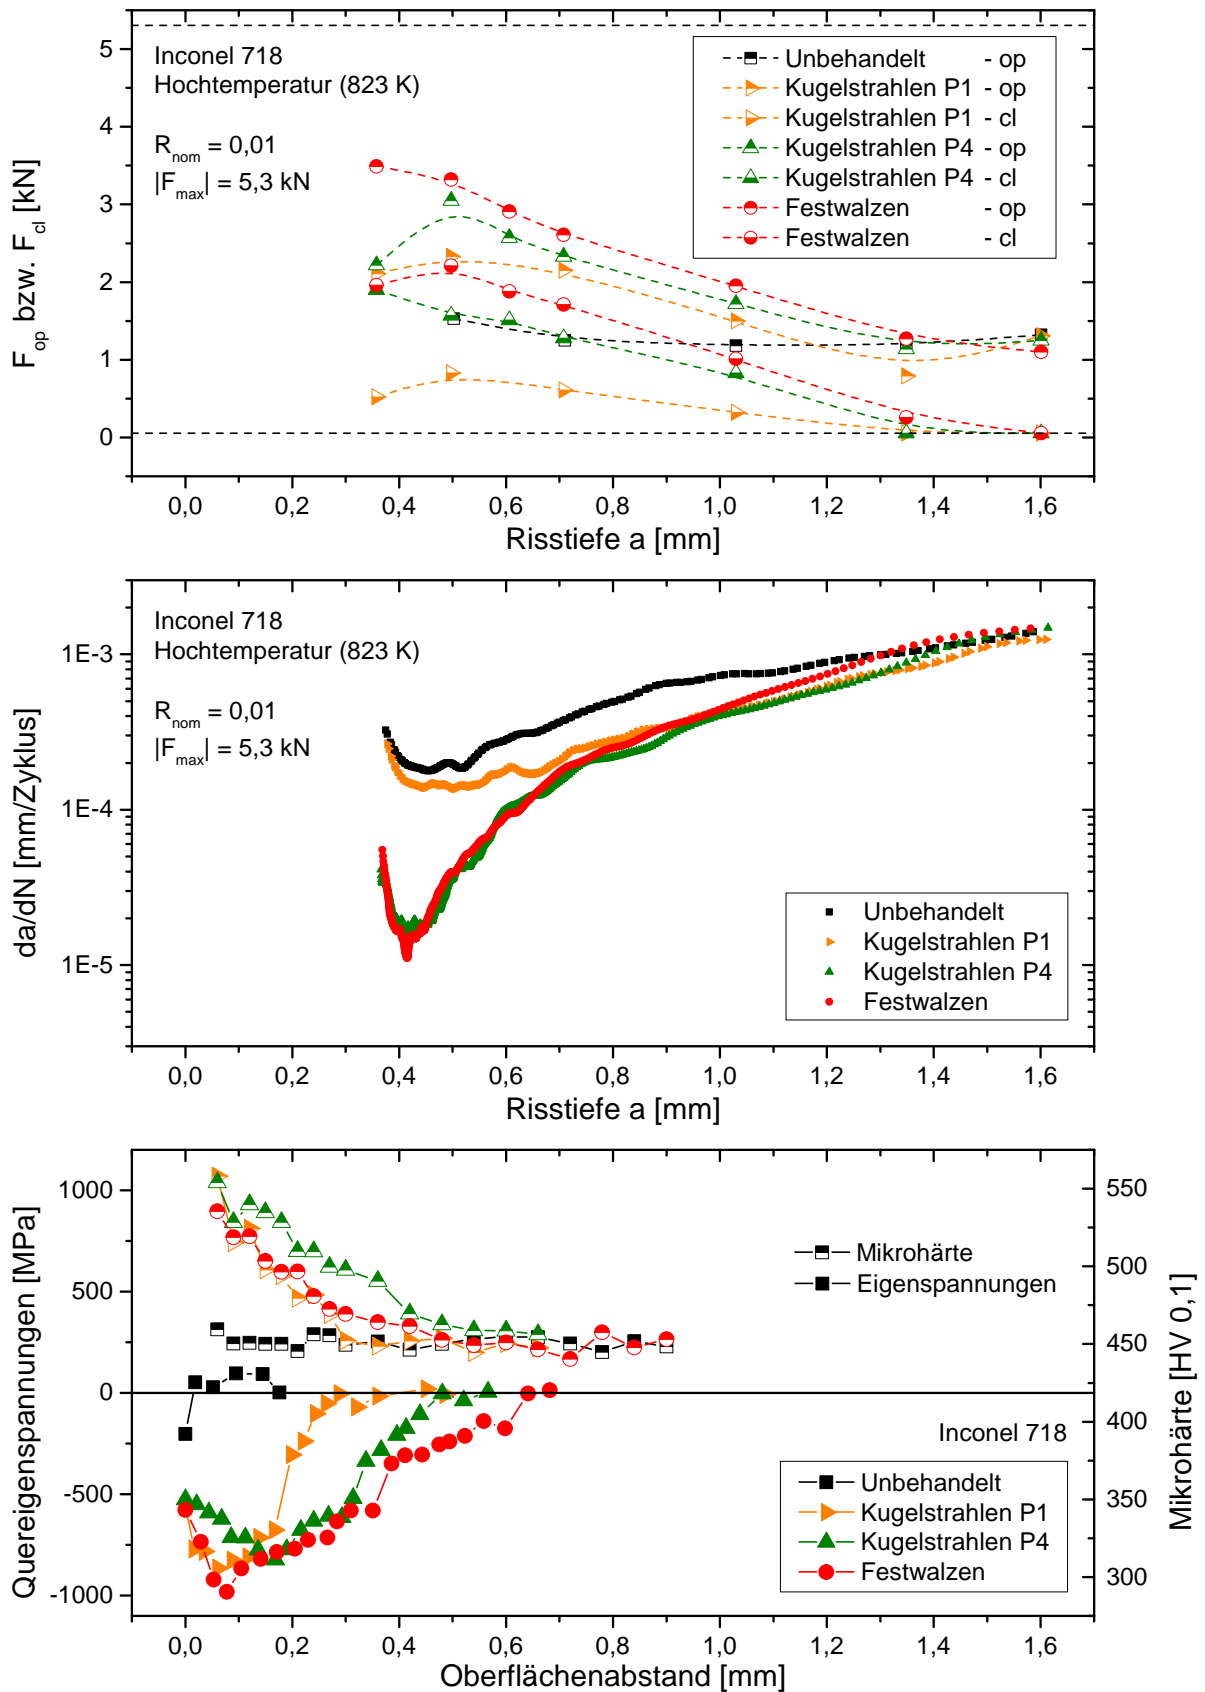 Inconel 718
Hochtemperatur (823 K)
R_nom = 0,01
|F_max| = 5,3 kN
Unbehandelt - op
Kugelstrahlen P1 - op
Kugelstrahlen P1 - cl
Kugelstrahlen P4 - op
Kugelstrahlen P4 - cl
Festwalzen - op
Festwalzen - cl
F_op bzw. F_cl [kN]
5
4
3
2
1
0
0,0 0,2 0,4 0,6 0,8 1,0 1,2 1,4 1,6
Risstiefe a [mm]
Inconel 718
Hochtemperatur (823 K)
R_nom = 0,01
|F_max| = 5,3 kN
da/dN [mm/Zyklus]
1E-3
1E-4
1E-5
Unbehandelt
Kugelstrahlen P1
Kugelstrahlen P4
Festwalzen
0,0 0,2 0,4 0,6 0,8 1,0 1,2 1,4 1,6
Risstiefe a [mm]
Quereigenspannungen [MPa]
1000
500
0
-500
-1000
Mikrohärte
Eigenspannungen
Inconel 718
Unbehandelt
Kugelstrahlen P1
Kugelstrahlen P4
Festwalzen
550
500
450
400
350
300
Mikrohärte [HV 0,1]
0,0 0,2 0,4 0,6 0,8 1,0 1,2 1,4 1,6
Oberflächenabstand [mm]